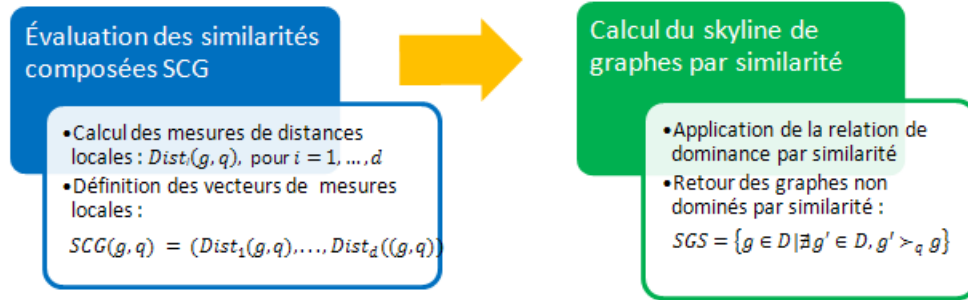 Évaluation des similarités
composées SCG
•Calcul des mesures de distances
locales : Distᵢ(g, q), pour i = 1, … , d
•Définition des vecteurs de mesures
locales :
SCG(g, q) = (Dist₁(g, q), … , Dist_d((g, q))
Calcul du skyline de
graphes par similarité
•Application de la relation de
dominance par similarité
•Retour des graphes non
dominés par similarité :
SGS = {g ∈ D|∄g′ ∈ D, g′ ≻_q g}